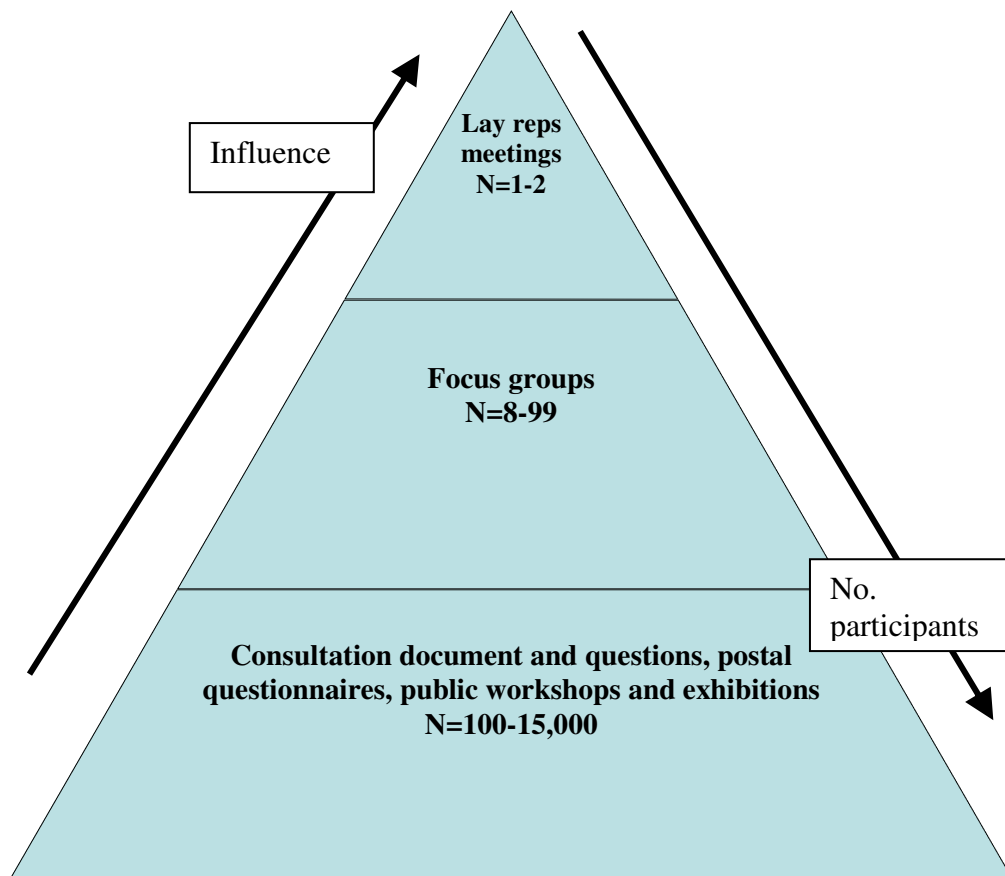 Lay reps
meetings
N=1-2
Influence
Focus groups
N=8-99
No.
participants
Consultation document and questions, postal
questionnaires, public workshops and exhibitions
N=100-15,000